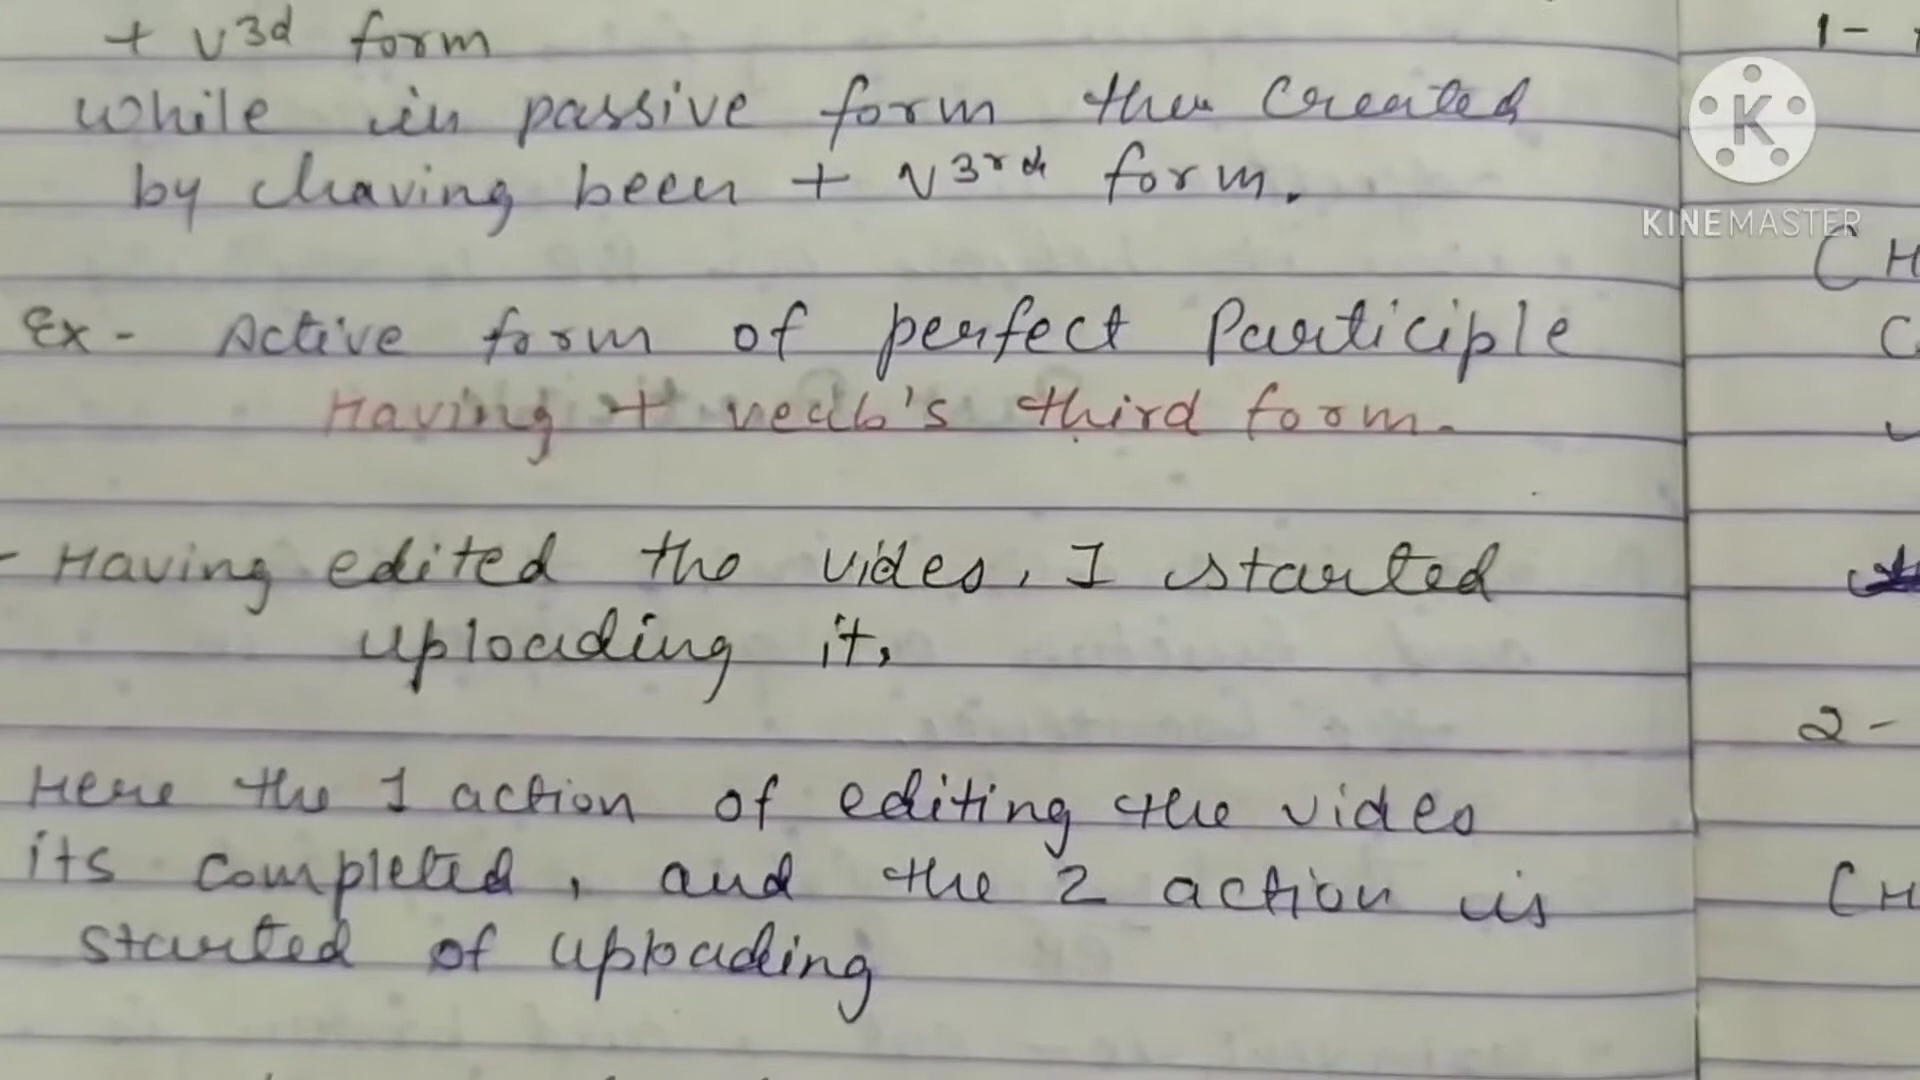 + v3d form
while in passive form then created
by having been + v3rd form.
Ex - Active form of perfect Participle
Having + verb's third form.
- Having edited the video, I started
uploading it,
Here the 1 action of editing the video
its completed, and the 2 action is
started of uploading
1-
(H
C
2-
(H
K
KINEMASTER